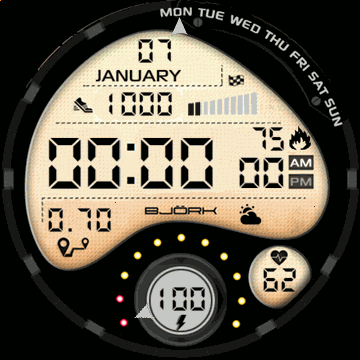 MON TUE WED THU FRI SAT SUN
07
JANUARY
1000
75
00:00
00
AM
PM
0.70
BJÖRK
62
100